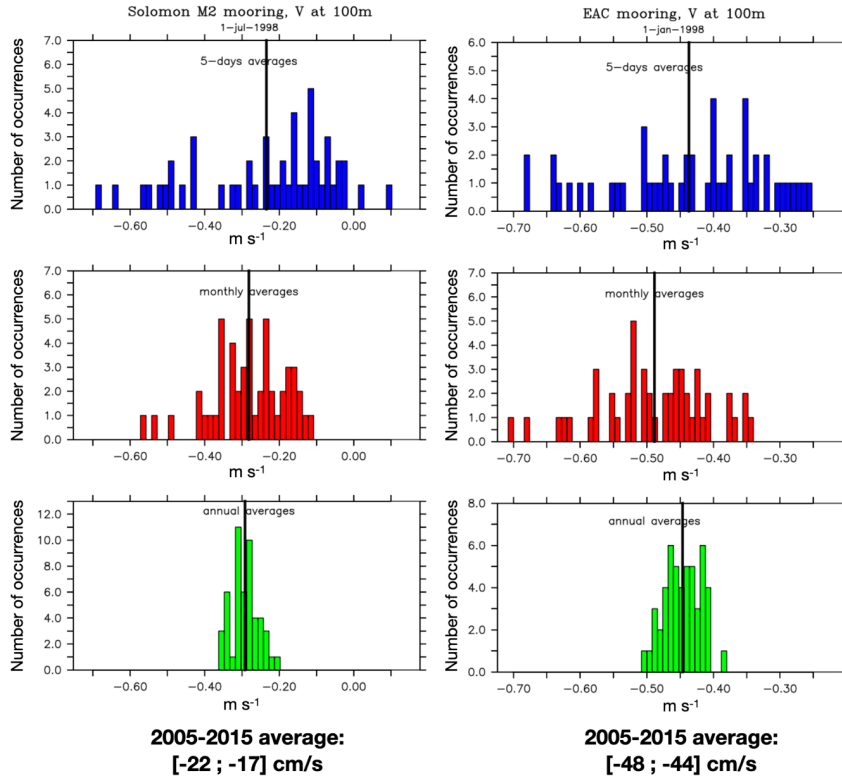 Solomon M2 mooring, V at 100m
1-jul-1998
5-days averages
Number of occurrences
7.0
6.0
5.0
4.0
3.0
2.0
1.0
0.0
-0.60 -0.40 -0.20 0.00
m s-1
monthly averages
Number of occurrences
7.0
6.0
5.0
4.0
3.0
2.0
1.0
0.0
-0.60 -0.40 -0.20 0.00
m s-1
annual averages
Number of occurrences
12.0
10.0
8.0
6.0
4.0
2.0
0.0
-0.60 -0.40 -0.20 0.00
m s-1
2005-2015 average:
[-22 ; -17] cm/s
EAC mooring, V at 100m
1-jan-1998
5-days averages
Number of occurrences
6.0
5.0
4.0
3.0
2.0
1.0
0.0
-0.70 -0.60 -0.50 -0.40 -0.30
m s-1
monthly averages
Number of occurrences
7.0
6.0
5.0
4.0
3.0
2.0
1.0
0.0
-0.70 -0.60 -0.50 -0.40 -0.30
m s-1
annual averages
Number of occurrences
8.0
6.0
4.0
2.0
0.0
-0.70 -0.60 -0.50 -0.40 -0.30
m s-1
2005-2015 average:
[-48 ; -44] cm/s